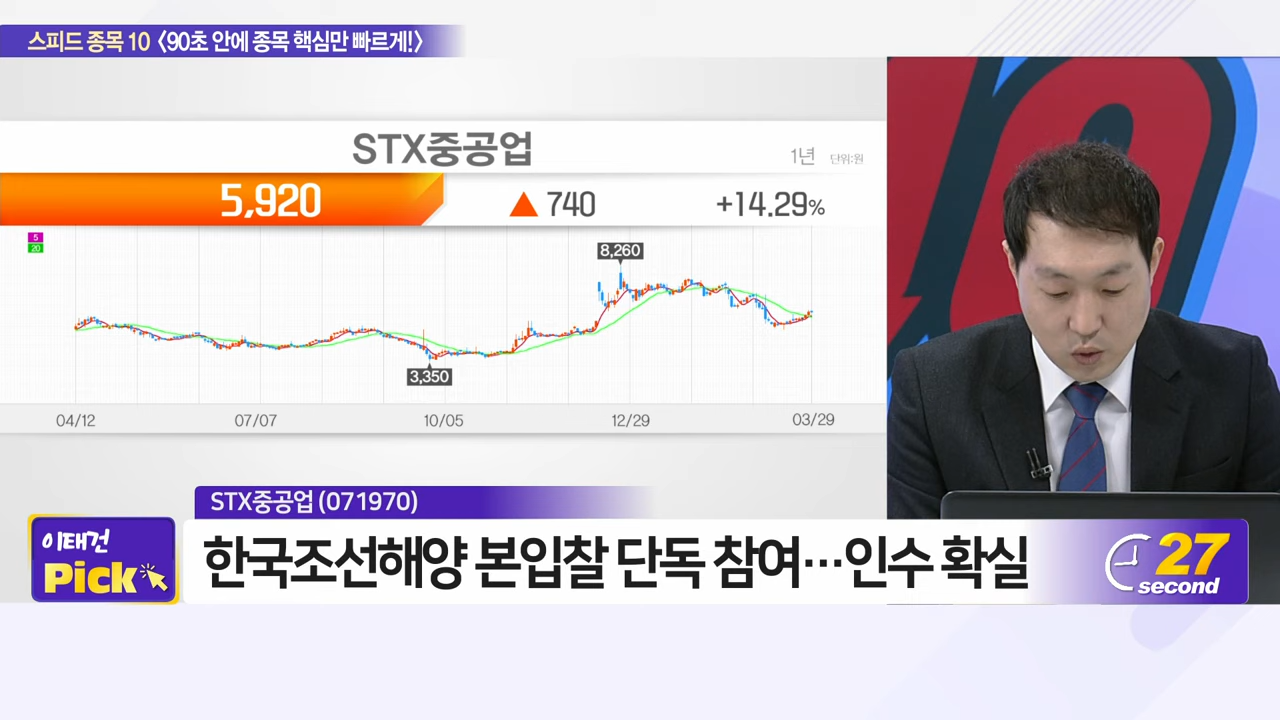 스피드 종목 10 〈90초 안에 종목 핵심만 빠르게!〉
STX중공업
1년 단위:원
5,920 ▲ 740 +14.29%
5
20
8,260
3,350
04/12 07/07 10/05 12/29 03/29
STX중공업 (071970)
이태건
Pick
한국조선해양 본입찰 단독 참여…인수 확실
27
second